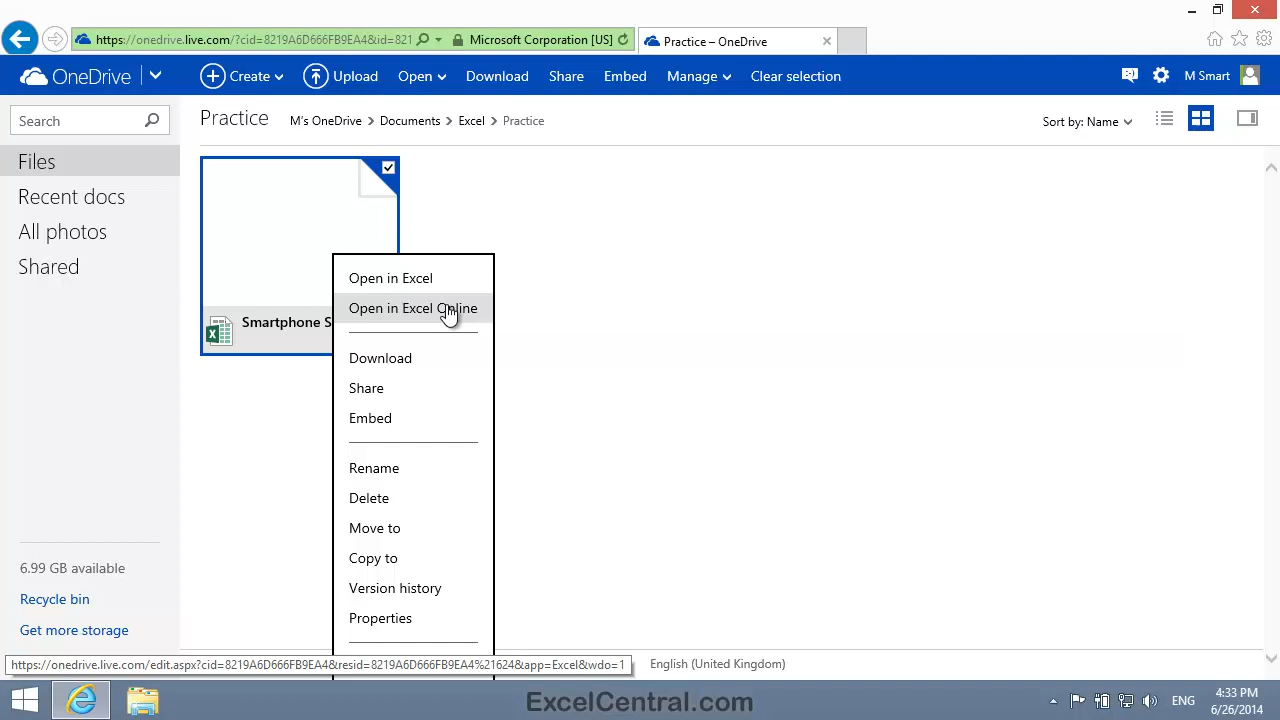 https://onedrive.live.com/?cid=8219A6D666FB9EA4&id=821
Microsoft Corporation [US]
Practice – OneDrive
OneDrive
Create
Upload
Open
Download
Share
Embed
Manage
Clear selection
M Smart
Search
Practice
M's OneDrive
Documents
Excel
Practice
Sort by: Name
Files
Recent docs
All photos
Shared
Smartphone S
Open in Excel
Open in Excel Online
Download
Share
Embed
Rename
Delete
Move to
Copy to
Version history
Properties
6.99 GB available
Recycle bin
Get more storage
https://onedrive.live.com/edit.aspx?cid=8219A6D666FB9EA4&resid=8219A6D666FB9EA4%21624&app=Excel&wdo=1
English (United Kingdom)
ExcelCentral.com
ENG
4:33 PM
6/26/2014